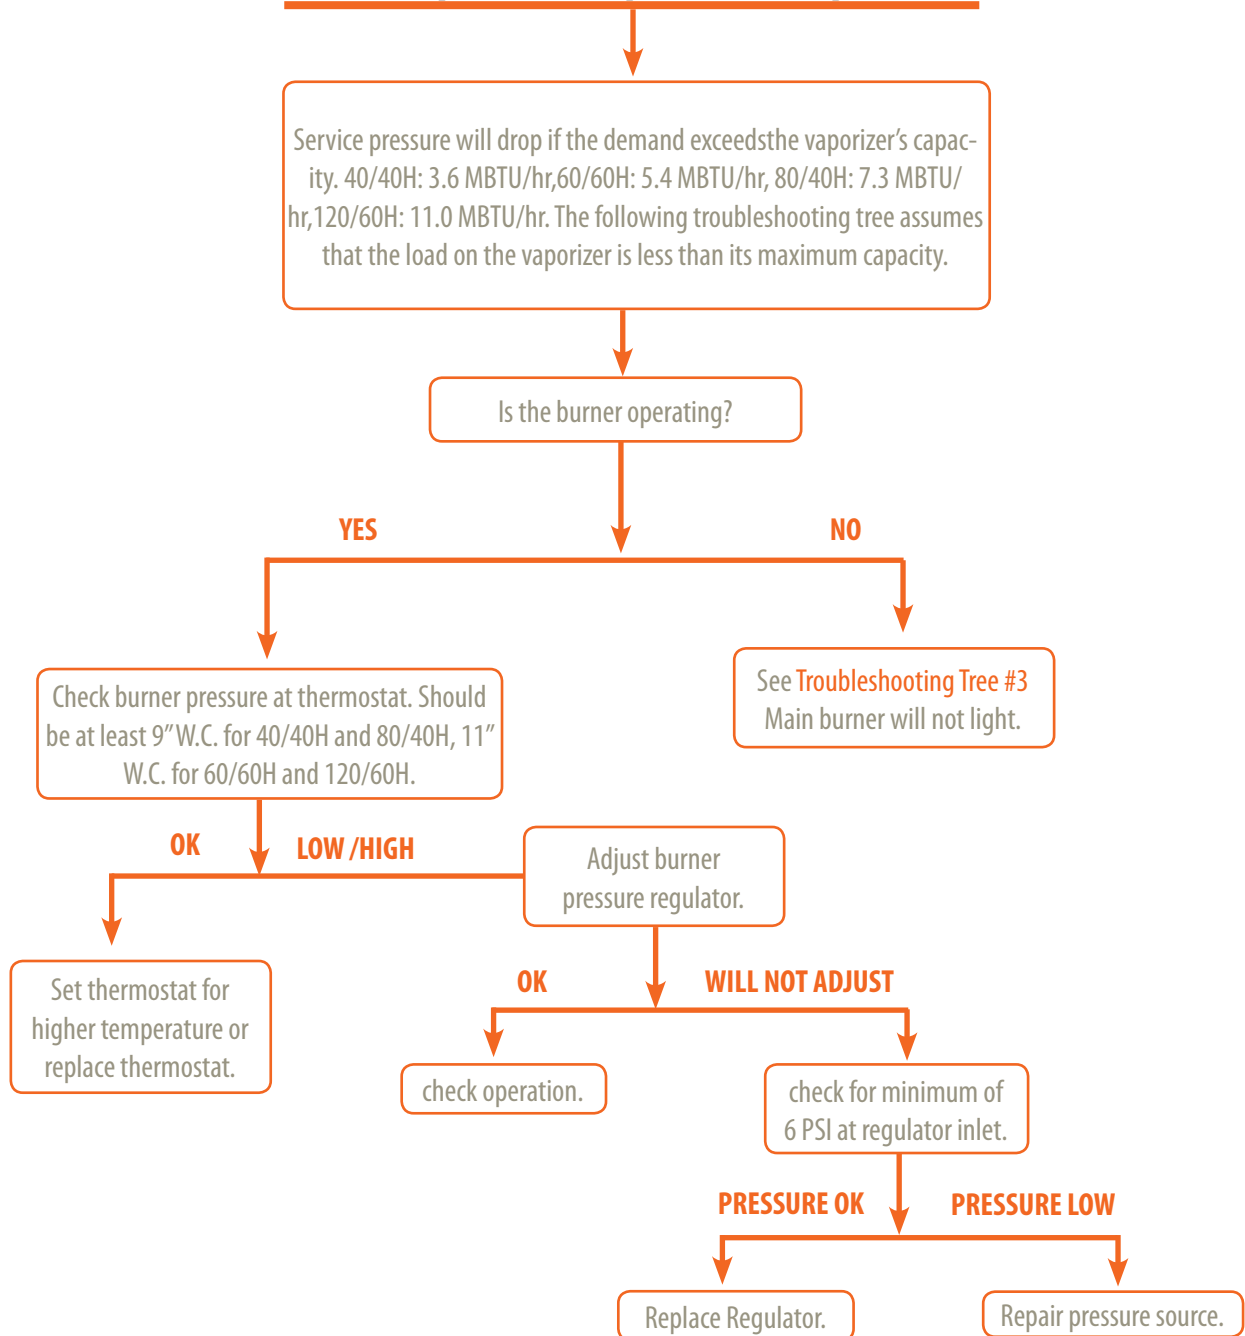 Service pressure will drop if the demand exceedsthe vaporizer's capac-
ity. 40/40H: 3.6 MBTU/hr,60/60H: 5.4 MBTU/hr, 80/40H: 7.3 MBTU/
hr,120/60H: 11.0 MBTU/hr. The following troubleshooting tree assumes
that the load on the vaporizer is less than its maximum capacity.
Is the burner operating?
YES
NO
Check burner pressure at thermostat. Should
be at least 9” W.C. for 40/40H and 80/40H, 11”
W.C. for 60/60H and 120/60H.
See Troubleshooting Tree #3
Main burner will not light.
OK
LOW /HIGH
Adjust burner
pressure regulator.
Set thermostat for
higher temperature or
replace thermostat.
OK
WILL NOT ADJUST
check operation.
check for minimum of
6 PSI at regulator inlet.
PRESSURE OK
PRESSURE LOW
Replace Regulator.
Repair pressure source.